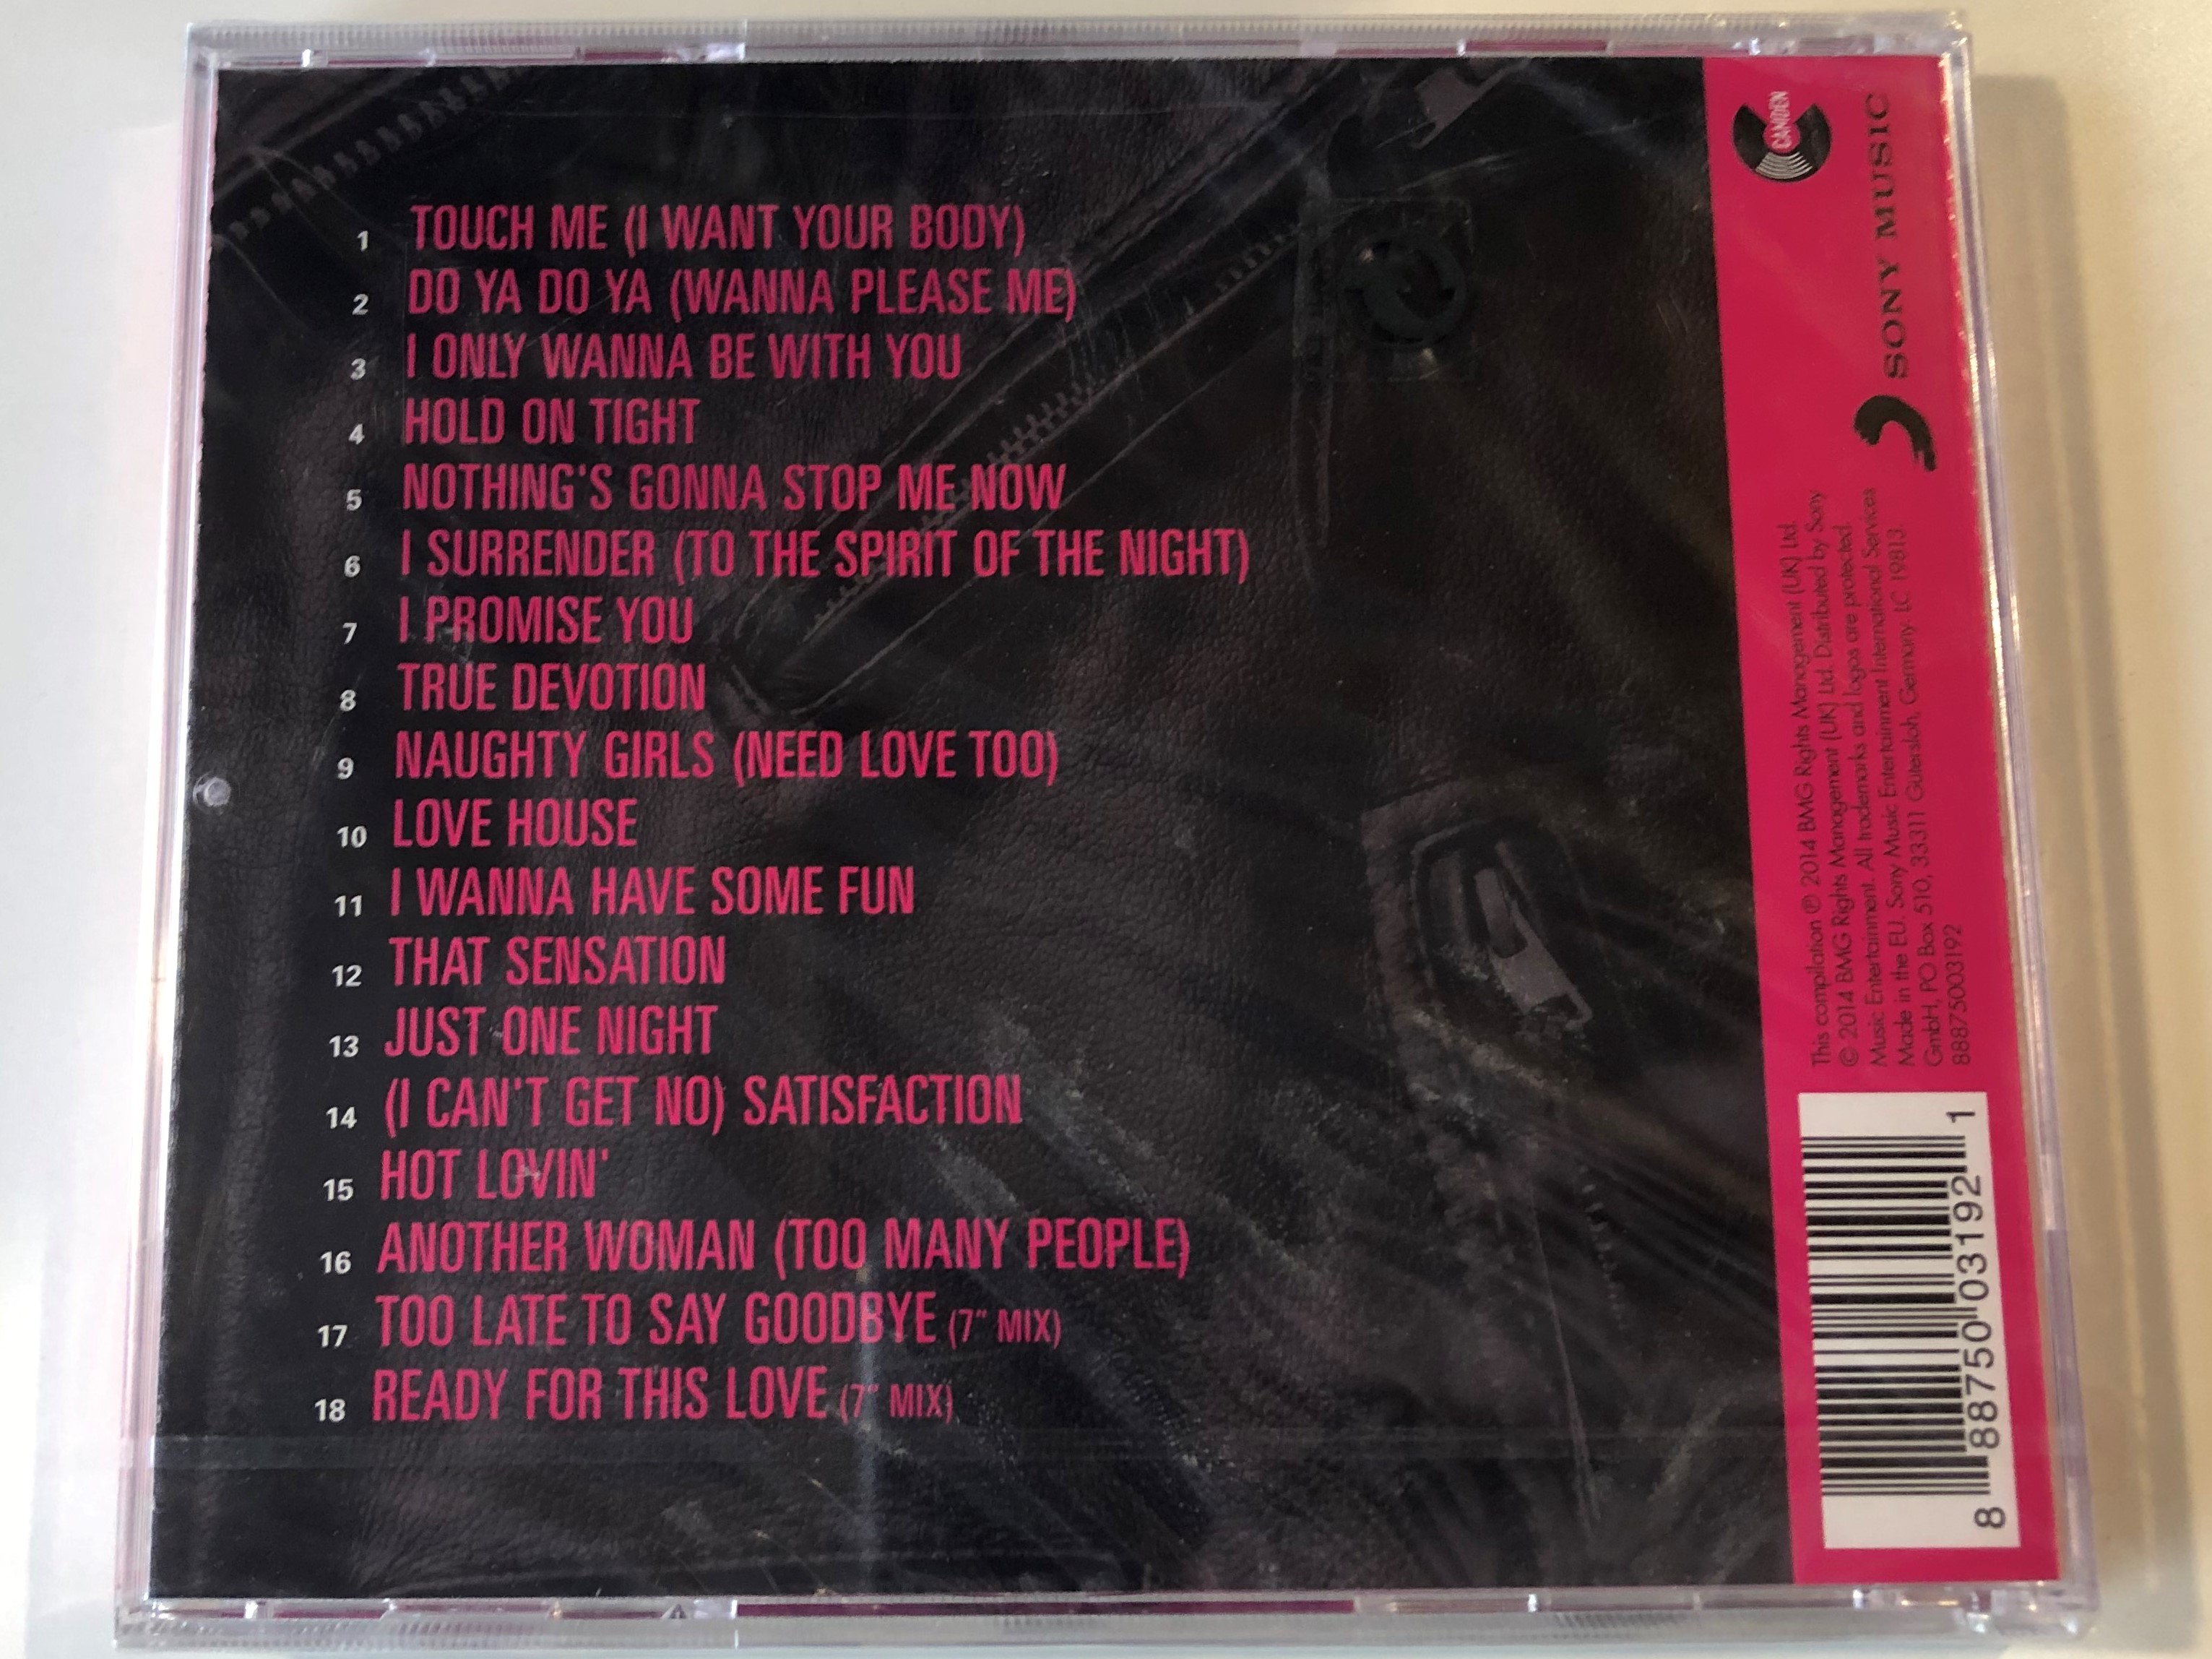 1 TOUCH ME (I WANT YOUR BODY)
2 DO YA DO YA (WANNA PLEASE ME)
3 I ONLY WANNA BE WITH YOU
4 HOLD ON TIGHT
5 NOTHING'S GONNA STOP ME NOW
6 I SURRENDER (TO THE SPIRIT OF THE NIGHT)
7 I PROMISE YOU
8 TRUE DEVOTION
9 NAUGHTY GIRLS (NEED LOVE TOO)
10 LOVE HOUSE
11 I WANNA HAVE SOME FUN
12 THAT SENSATION
13 JUST ONE NIGHT
14 (I CAN'T GET NO) SATISFACTION
15 HOT LOVIN'
16 ANOTHER WOMAN (TOO MANY PEOPLE)
17 TOO LATE TO SAY GOODBYE (7" MIX)
18 READY FOR THIS LOVE (7" MIX)
CAMDEN
SONY MUSIC
This compilation ℗ 2014 BMG Rights Management (UK) Ltd.
© 2014 BMG Rights Management (UK) Ltd. Distributed by Sony
Music Entertainment. All trademarks and logos are protected.
Made in the EU. Sony Music Entertainment International Services
GmbH, PO Box 510, 33311 Gutersloh, Germany. LC 19813.
88875003192
8 88750 03192 1